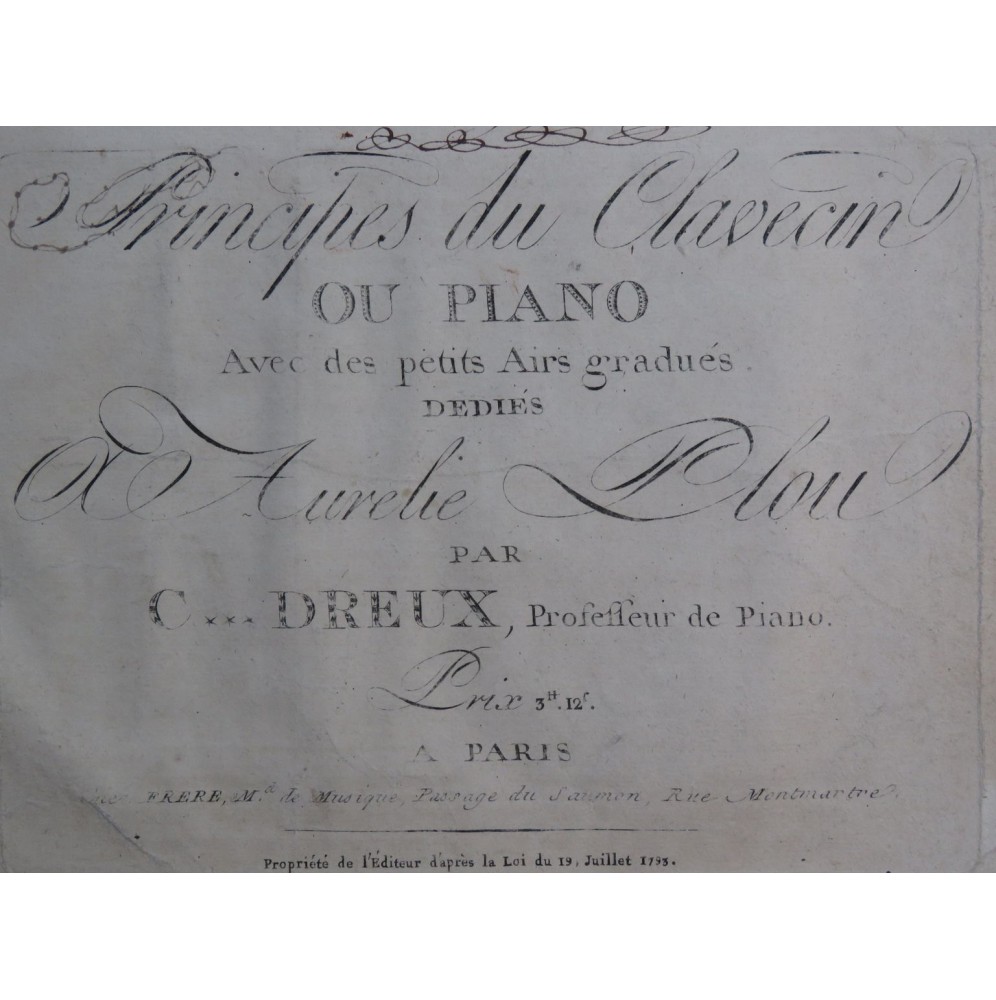 Principes du Clavecin
OU PIANO
Avec des petits Airs gradués.
DEDIÉS
A Aurelie Plou
PAR
C*** DREUX, Professeur de Piano.
Prix 3ᵗᵗ. 12ˢ.
A PARIS
FRERE, Mᵈ. de Musique, Passage du Saumon, Rue Montmartre.
Propriété de l'Éditeur d'après la Loi du 19, Juillet 1793.